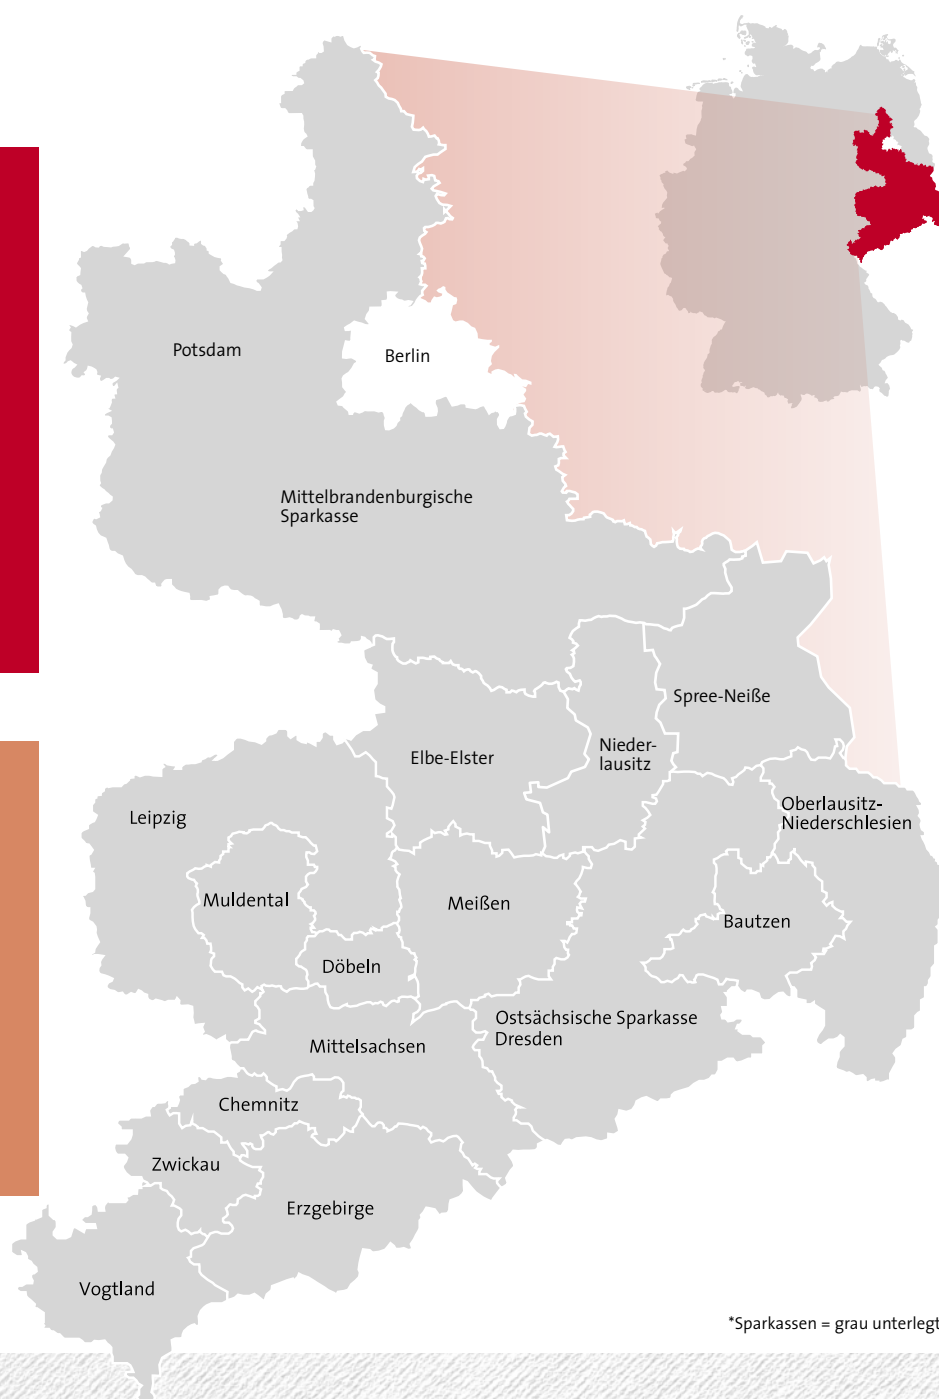 Potsdam
Berlin
Mittelbrandenburgische
Sparkasse
Spree-Neiße
Nieder-
lausitz
Elbe-Elster
Oberlausitz-
Niederschlesien
Leipzig
Muldental
Meißen
Bautzen
Döbeln
Ostsächsische Sparkasse
Dresden
Mittelsachsen
Chemnitz
Zwickau
Erzgebirge
Vogtland
*Sparkassen = grau unterlegt